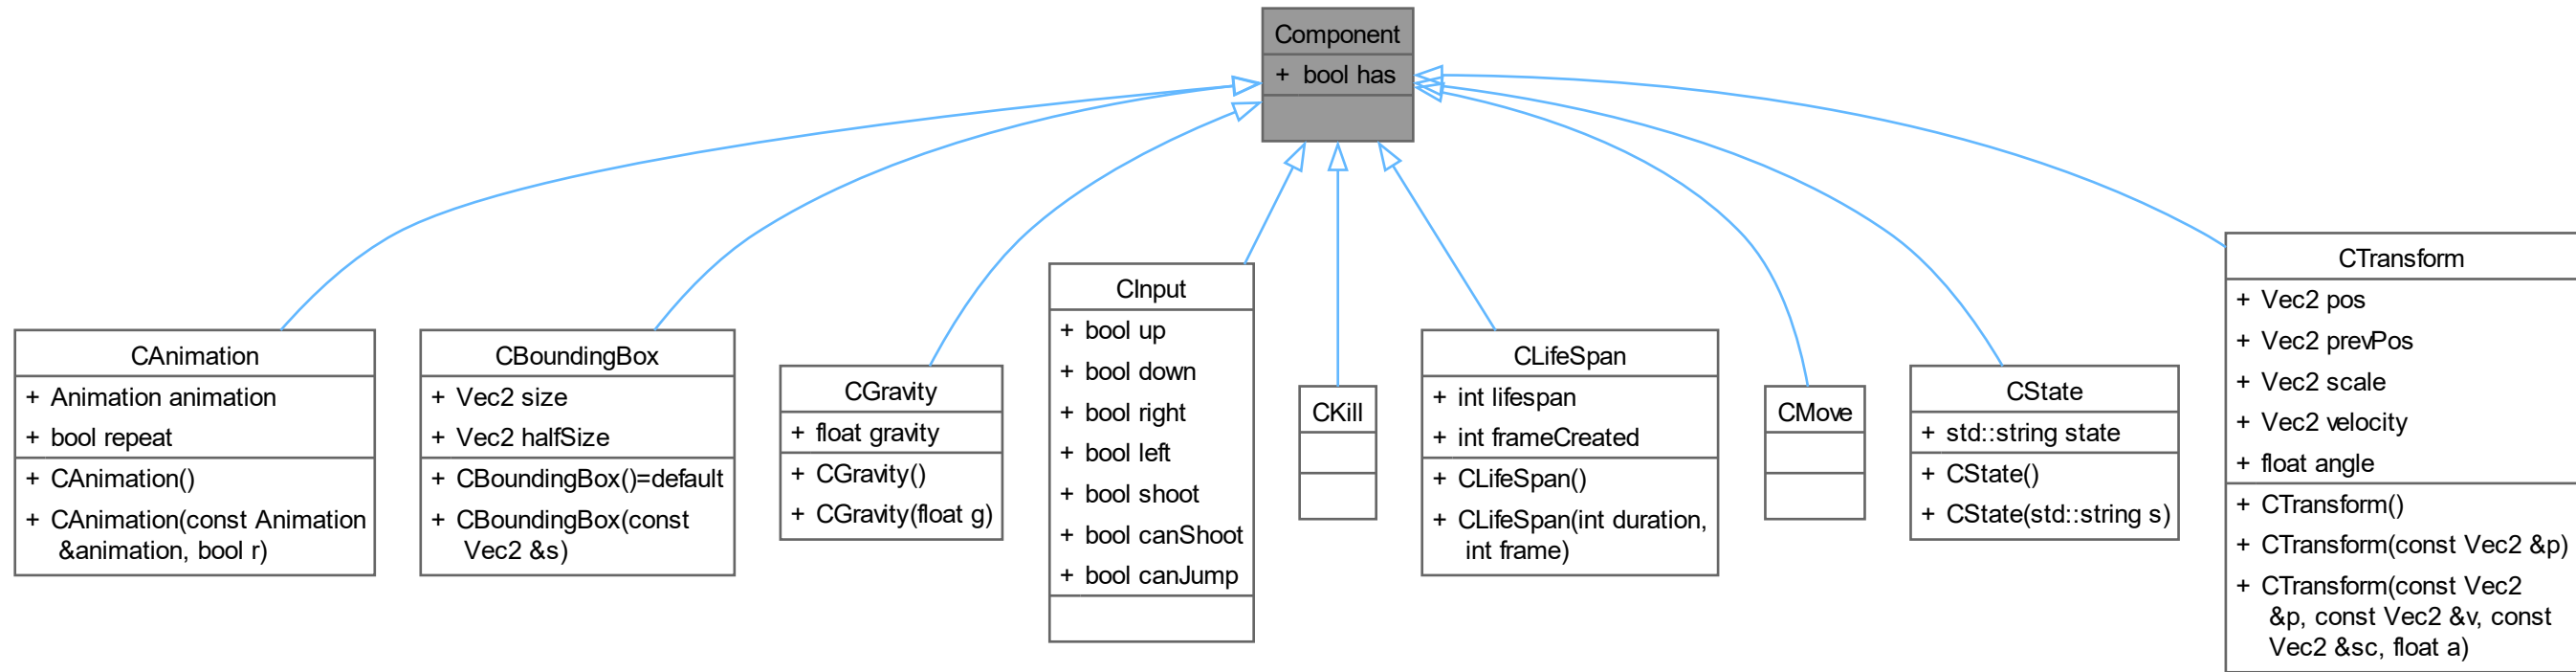 Component
+ bool has
CAnimation
+ Animation animation
+ bool repeat
+ CAnimation()
+ CAnimation(const Animation
&animation, bool r)
CBoundingBox
+ Vec2 size
+ Vec2 halfSize
+ CBoundingBox()=default
+ CBoundingBox(const
Vec2 &s)
CGravity
+ float gravity
+ CGravity()
+ CGravity(float g)
CInput
+ bool up
+ bool down
+ bool right
+ bool left
+ bool shoot
+ bool canShoot
+ bool canJump
CKill
CLifeSpan
+ int lifespan
+ int frameCreated
+ CLifeSpan()
+ CLifeSpan(int duration,
int frame)
CMove
CState
+ std::string state
+ CState()
+ CState(std::string s)
CTransform
+ Vec2 pos
+ Vec2 prevPos
+ Vec2 scale
+ Vec2 velocity
+ float angle
+ CTransform()
+ CTransform(const Vec2 &p)
+ CTransform(const Vec2
&p, const Vec2 &v, const
Vec2 &sc, float a)